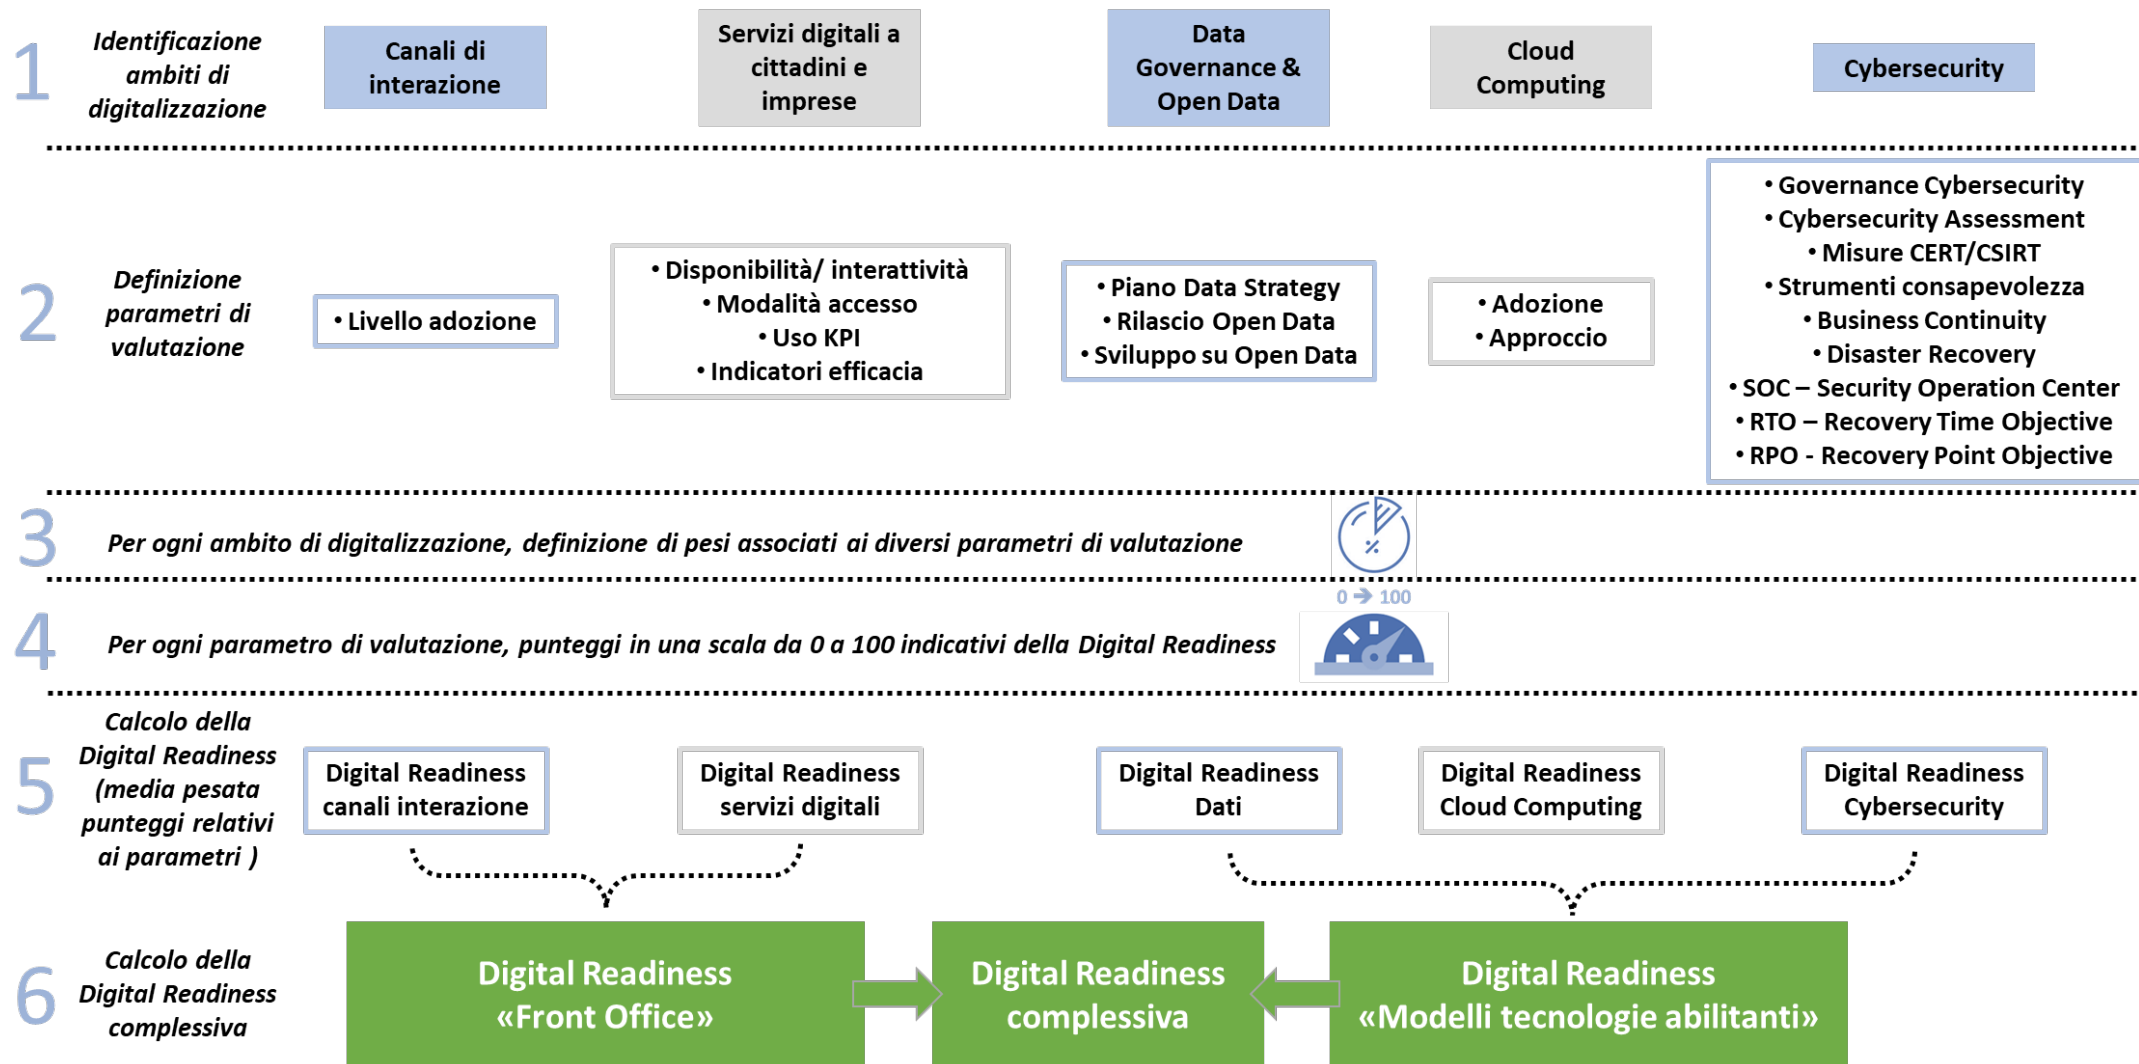 1
Identificazione
ambiti di
digitalizzazione
Canali di
interazione
Servizi digitali a
cittadini e
imprese
Data
Governance &
Open Data
Cloud
Computing
Cybersecurity
2
Definizione
parametri di
valutazione
• Livello adozione
• Disponibilità/ interattività
• Modalità accesso
• Uso KPI
• Indicatori efficacia
• Piano Data Strategy
• Rilascio Open Data
• Sviluppo su Open Data
• Adozione
• Approccio
• Governance Cybersecurity
• Cybersecurity Assessment
• Misure CERT/CSIRT
• Strumenti consapevolezza
• Business Continuity
• Disaster Recovery
• SOC – Security Operation Center
• RTO – Recovery Time Objective
• RPO - Recovery Point Objective
3
Per ogni ambito di digitalizzazione, definizione di pesi associati ai diversi parametri di valutazione
%
4
Per ogni parametro di valutazione, punteggi in una scala da 0 a 100 indicativi della Digital Readiness
0 ➔ 100
5
Calcolo della
Digital Readiness
(media pesata
punteggi relativi
ai parametri )
Digital Readiness
canali interazione
Digital Readiness
servizi digitali
Digital Readiness
Dati
Digital Readiness
Cloud Computing
Digital Readiness
Cybersecurity
6
Calcolo della
Digital Readiness
complessiva
Digital Readiness
«Front Office»
Digital Readiness
complessiva
Digital Readiness
«Modelli tecnologie abilitanti»